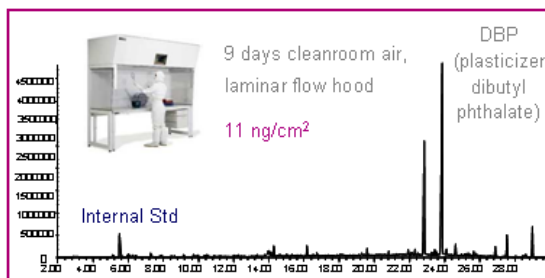 9 days cleanroom air,
laminar flow hood
11 ng/cm²
DBP
(plasticizer
dibutyl
phthalate)
Internal Std
4500000
4000000
3500000
3000000
2500000
2000000
1500000
1000000
500000
0
2.00 4.00 6.00 8.00 10.00 12.00 14.00 16.00 18.00 20.00 22.00 24.00 26.00 28.00